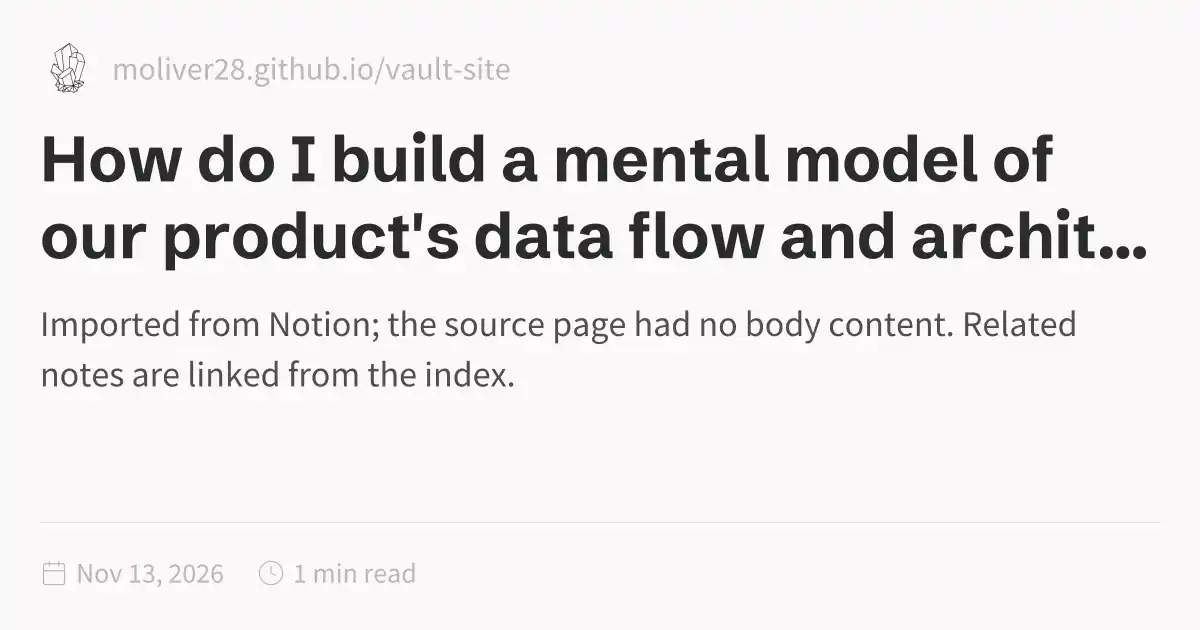 moliver28.github.io/vault-site
How do I build a mental model of
our product's data flow and archit...
Imported from Notion; the source page had no body content. Related
notes are linked from the index.
Nov 13, 2026
1 min read